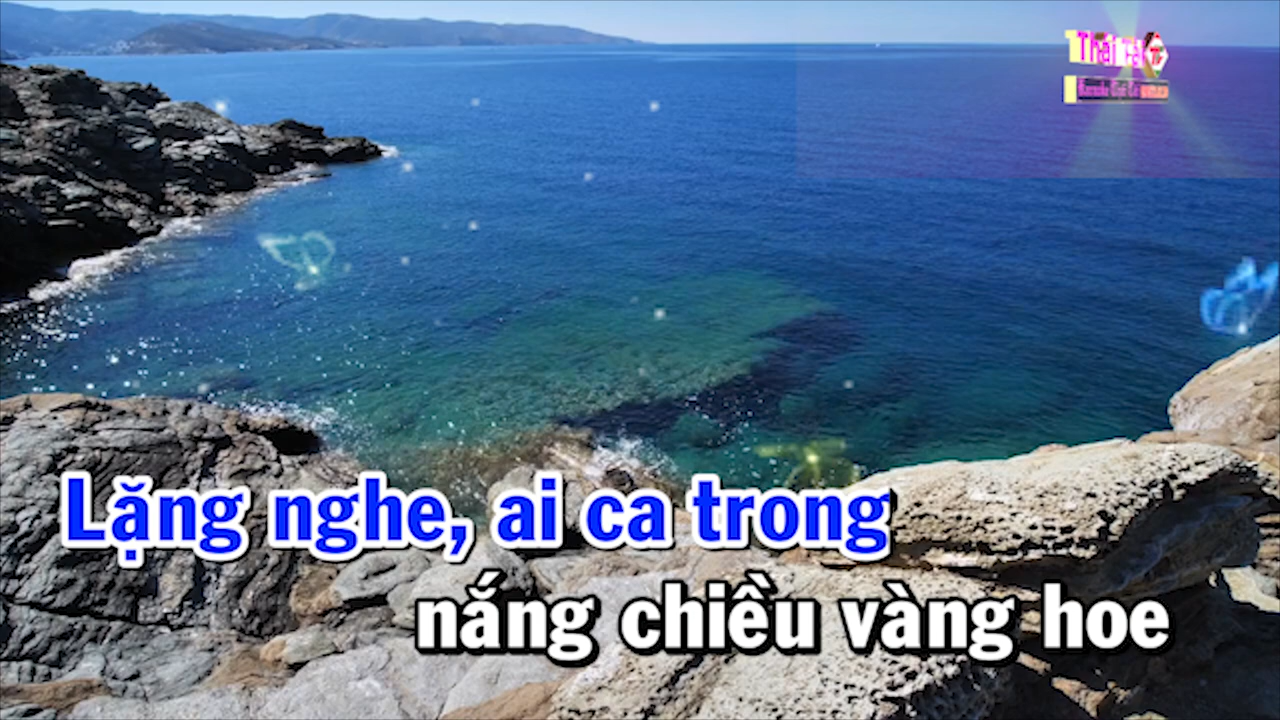 Lặng nghe, ai ca trong
nắng chiều vàng hoe